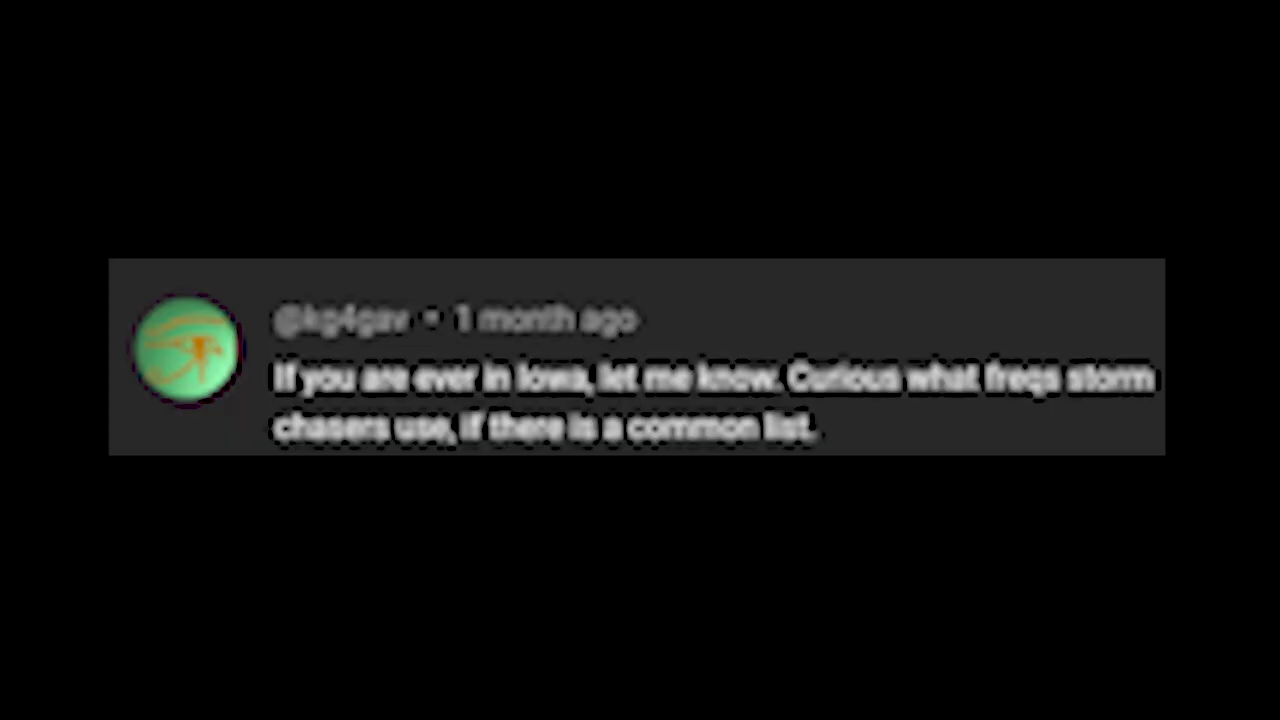 @kg4gav • 1 month ago
If you are ever in Iowa, let me know. Curious what freqs storm
chasers use, if there is a common list.